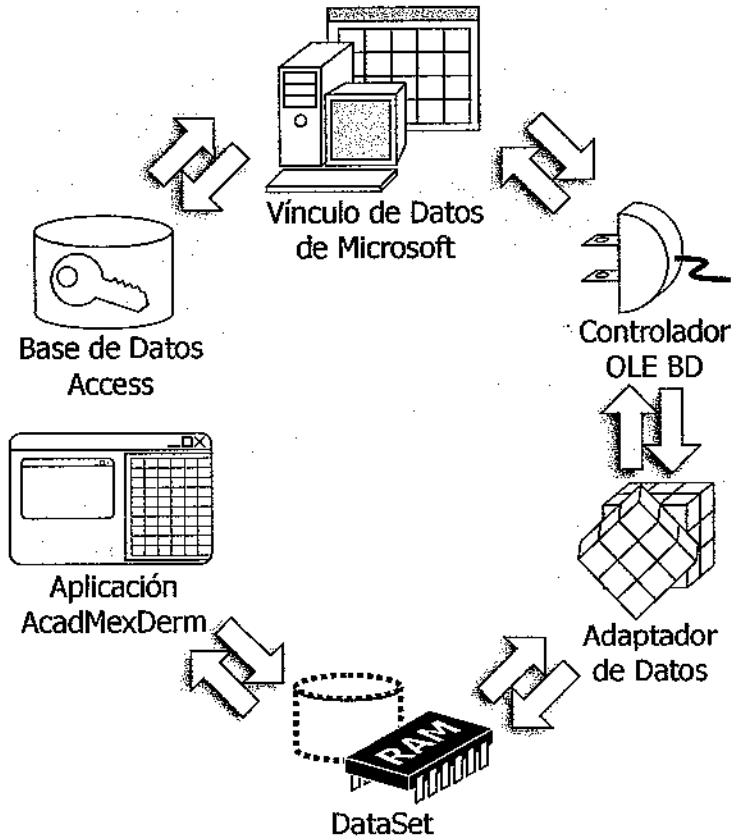 Vínculo de Datos
de Microsoft
Base de Datos
Access
Controlador
OLE BD
Aplicación
AcadMexDerm
Adaptador
de Datos
RAM
DataSet